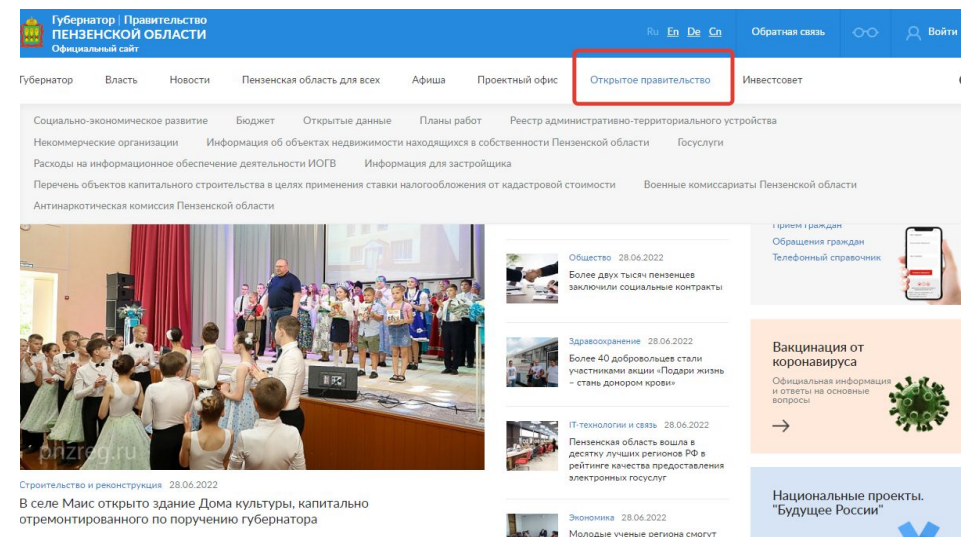 Губернатор | Правительство
ПЕНЗЕНСКОЙ ОБЛАСТИ
Официальный сайт
Ru En De Cn
Обратная связь
Войти
Губернатор Власть Новости Пензенская область для всех Афиша Проектный офис Открытое правительство Инвестсовет
Социально-экономическое развитие Бюджет Открытые данные Планы работ Реестр административно-территориального устройства
Некоммерческие организации Информация об объектах недвижимости находящихся в собственности Пензенской области Госуслуги
Расходы на информационное обеспечение деятельности ИОГВ Информация для застройщика
Перечень объектов капитального строительства в целях применения ставки налогообложения от кадастровой стоимости Военные комиссариаты Пензенской области
Антинаркотическая комиссия Пензенской области
pnzreg.ru
Строительство и реконструкция 28.06.2022
В селе Маис открыто здание Дома культуры, капитально
отремонтированного по поручению губернатора
Общество 28.06.2022
Более двух тысяч пензенцев
заключили социальные контракты
Здравоохранение 28.06.2022
Более 40 добровольцев стали
участниками акции «Подари жизнь
– стань донором крови»
IT-технологии и связь 28.06.2022
Пензенская область вошла в
десятку лучших регионов РФ в
рейтинге качества предоставления
электронных госуслуг
Экономика 28.06.2022
Молодые ученые региона смогут
Прием граждан
Обращения граждан
Телефонный справочник
Вакцинация от
коронавируса
Официальная информация
и ответы на основные
вопросы
Национальные проекты.
"Будущее России"